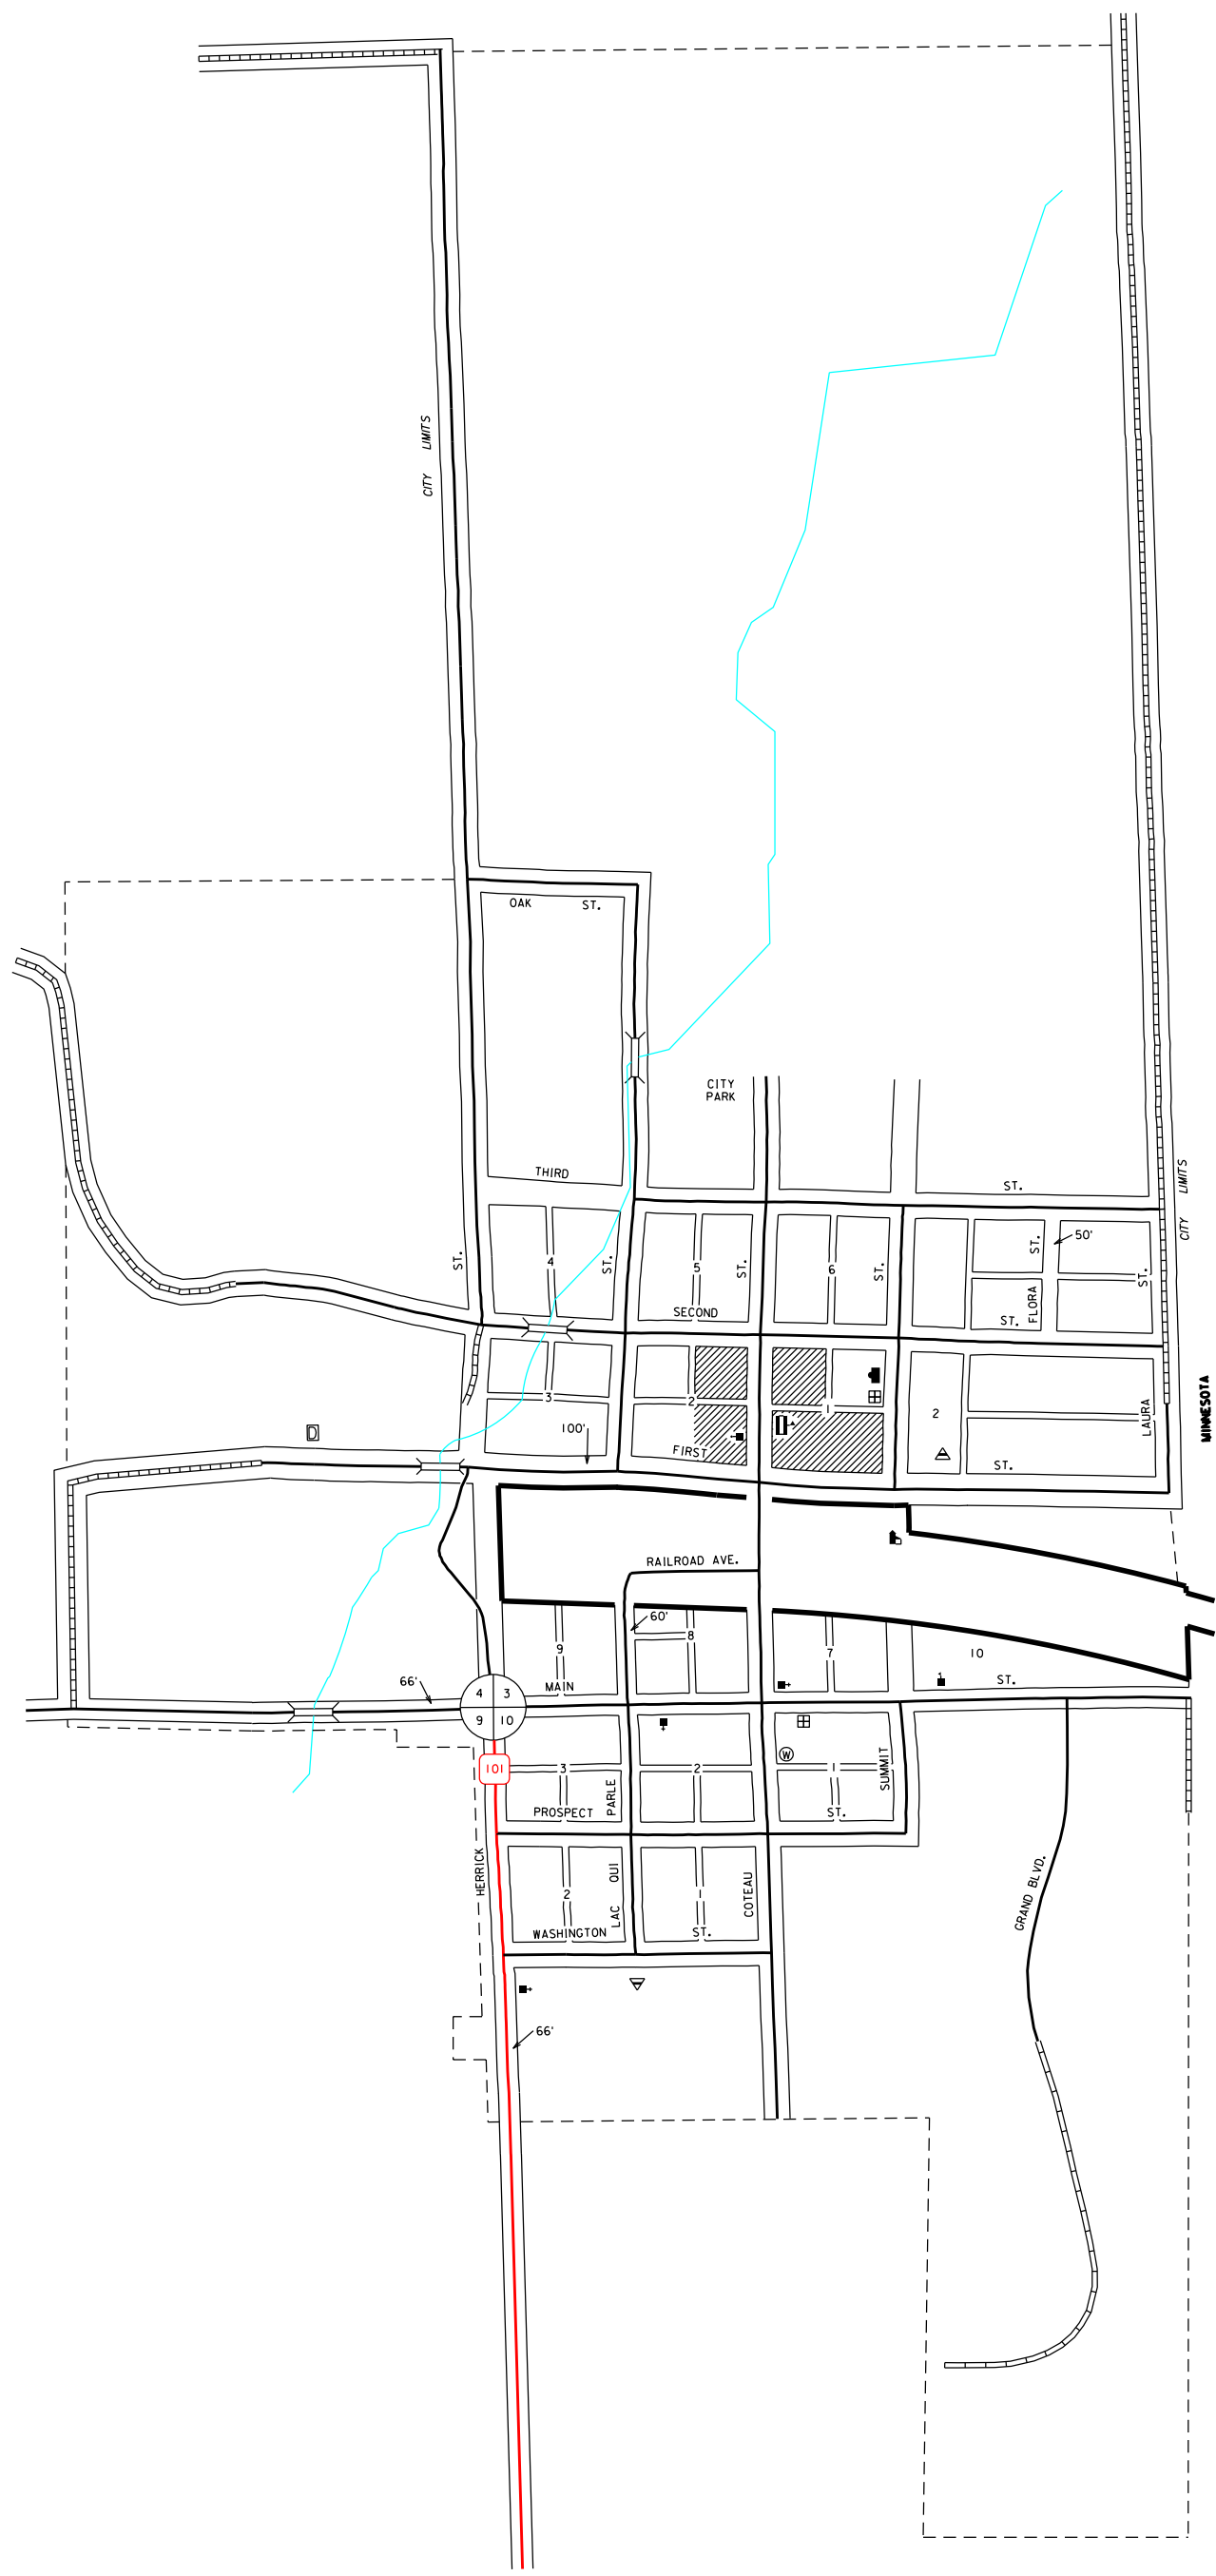 CITY LIMITS
OAK ST.
CITY
PARK
THIRD ST.
CITY LIMITS
ST.
4
ST.
5
ST.
6
ST.
FLORA ST.
50'
ST.
SECOND ST.
3
2
1
2
LAURA
MINNESOTA
D
100'
FIRST ST.
RAILROAD AVE.
60'
9
8
7
10
66'
MAIN ST.
4 3
9 10
W
101
3
2
1
SUMMIT
PARLE
PROSPECT ST.
HERRICK
2
LAC QUI
1
COTEAU
GRAND BLVD.
WASHINGTON ST.
66'